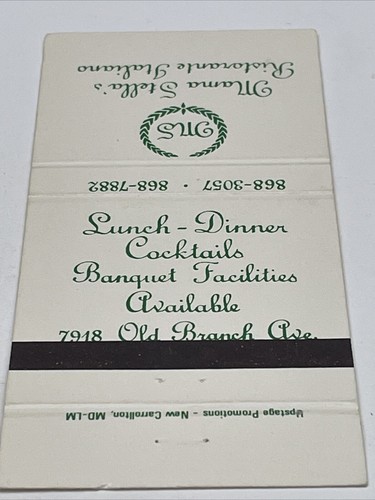 Mama Stella's
Ristorante Italiano
MS
868-3057 • 868-7882
Lunch - Dinner
Cocktails
Banquet Facilities
Available
7918 Old Branch Ave.
Upstage Promotions - New Carrollton, MD-LM